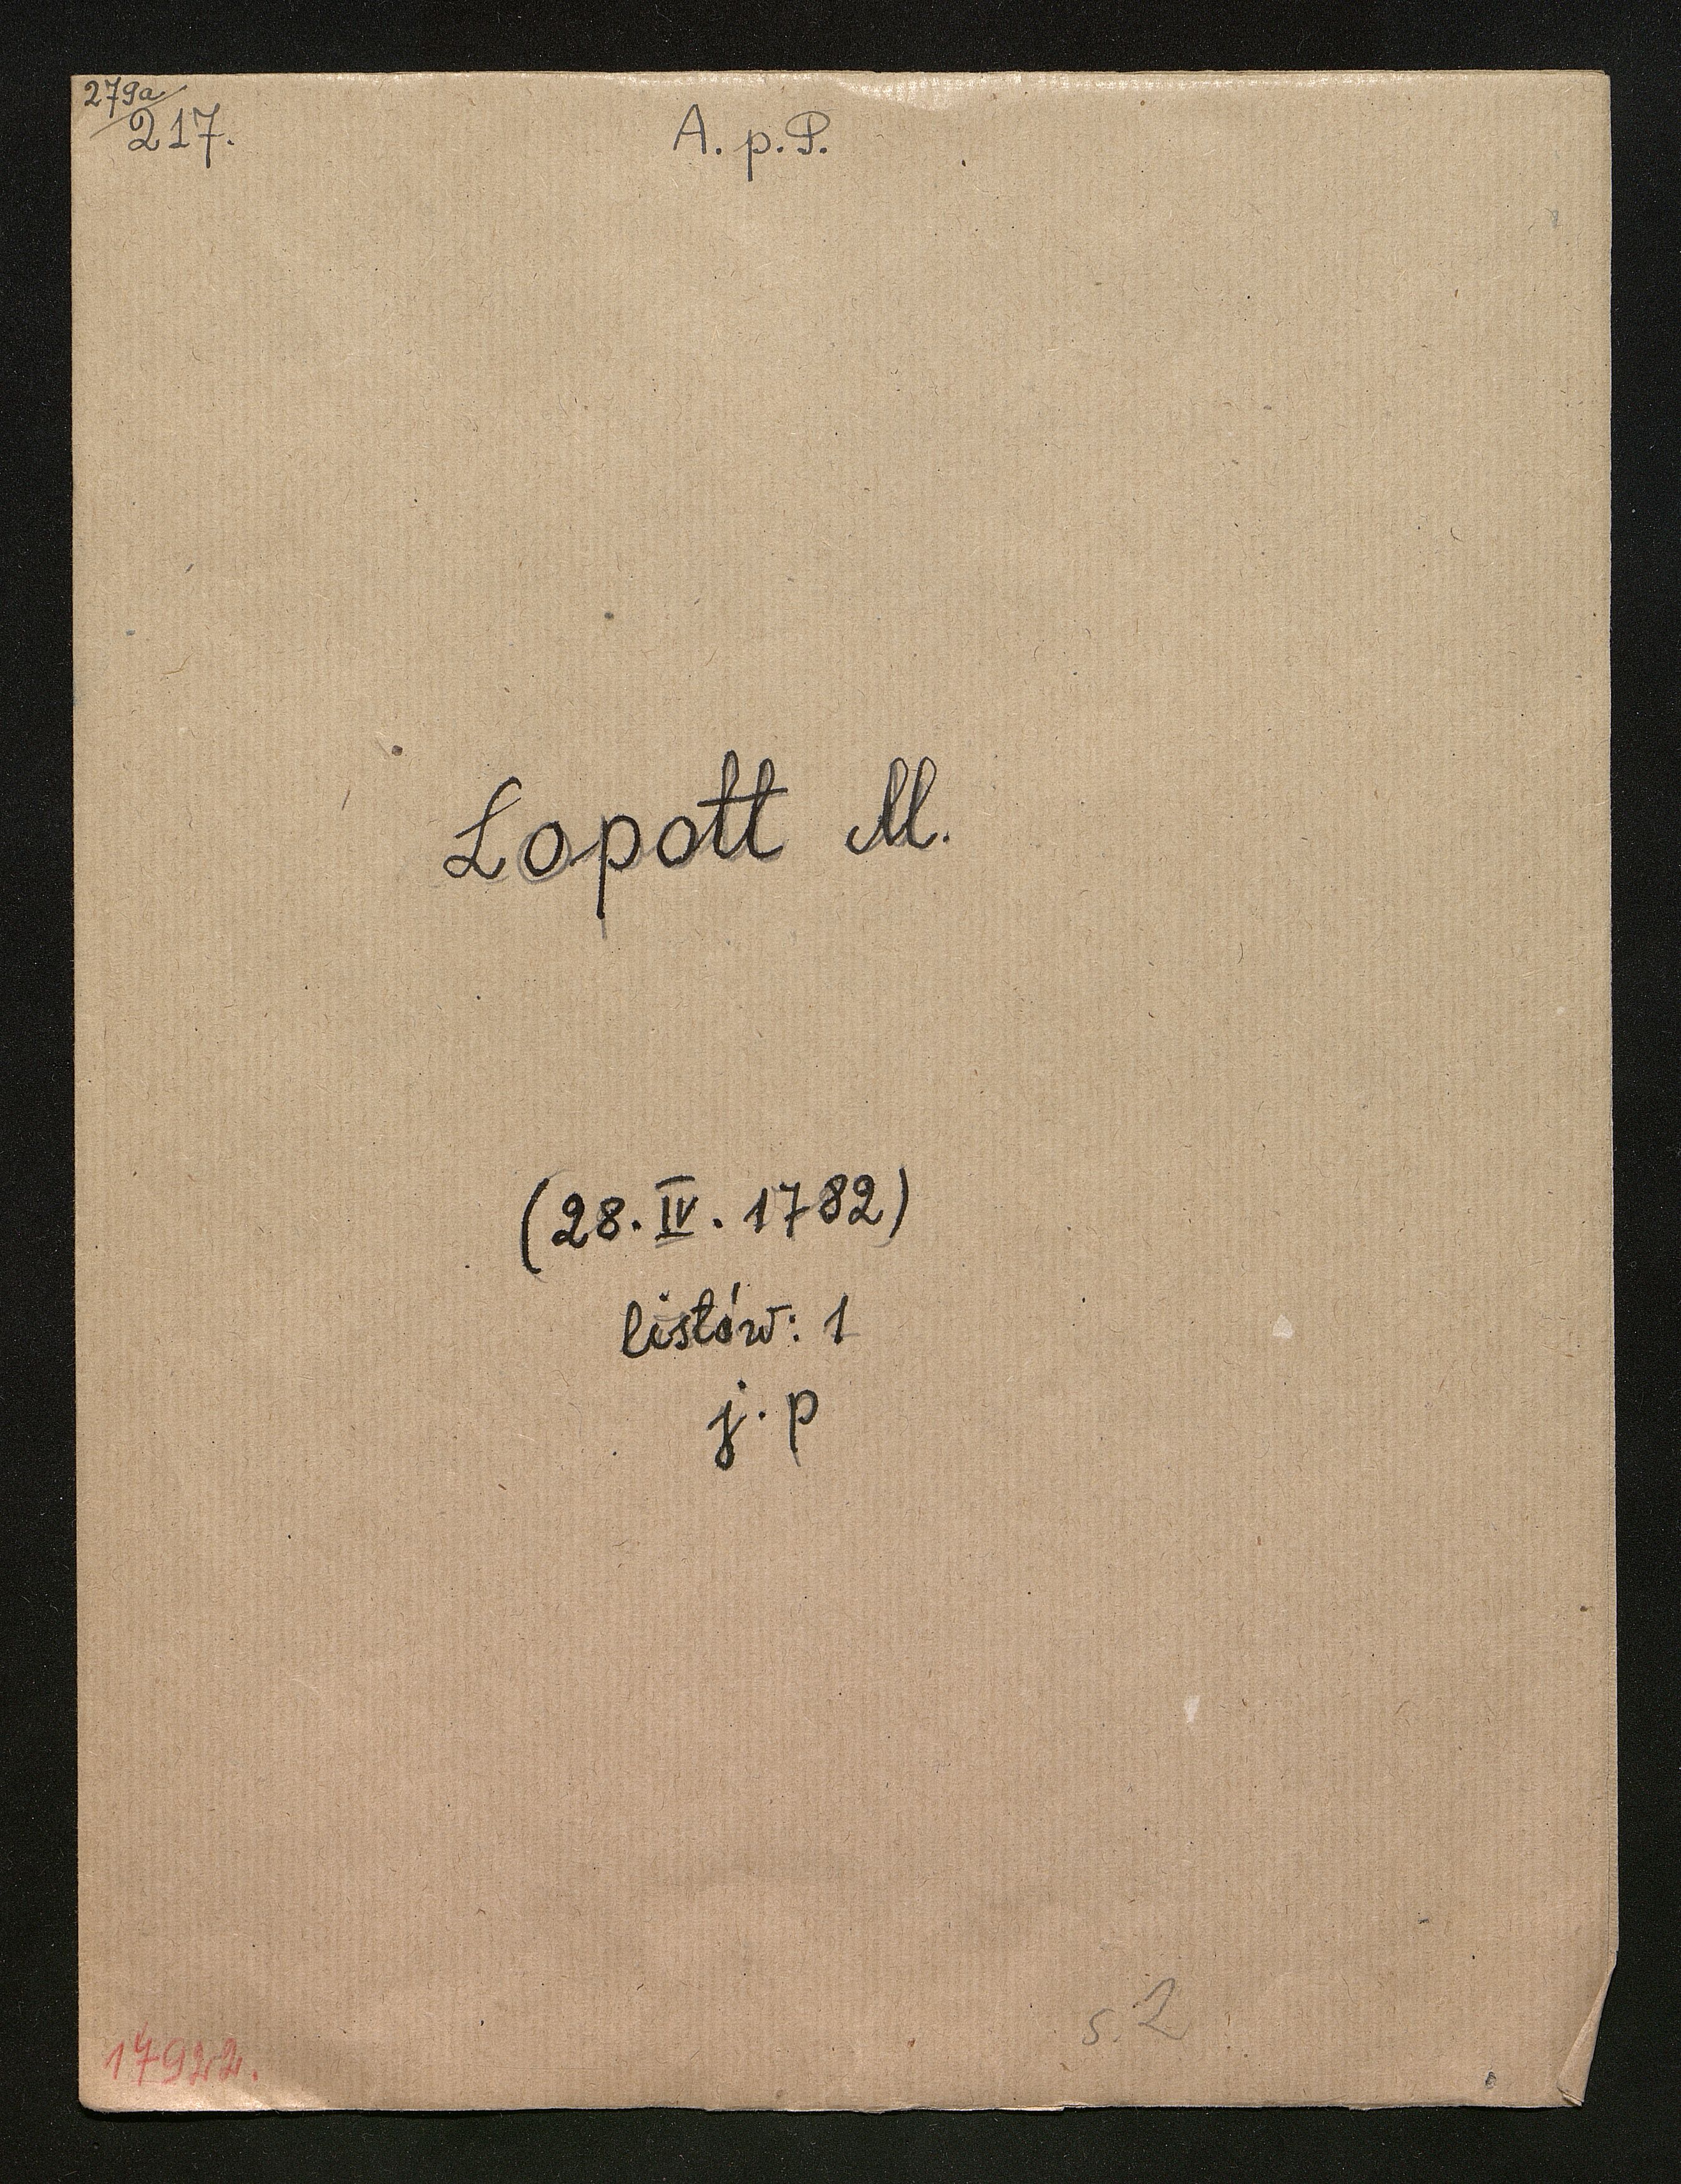 279a/217.
A. p. P.
Lopott M.
(28. IV. 1782)
listów: 1
j. p
s. 2
17922.